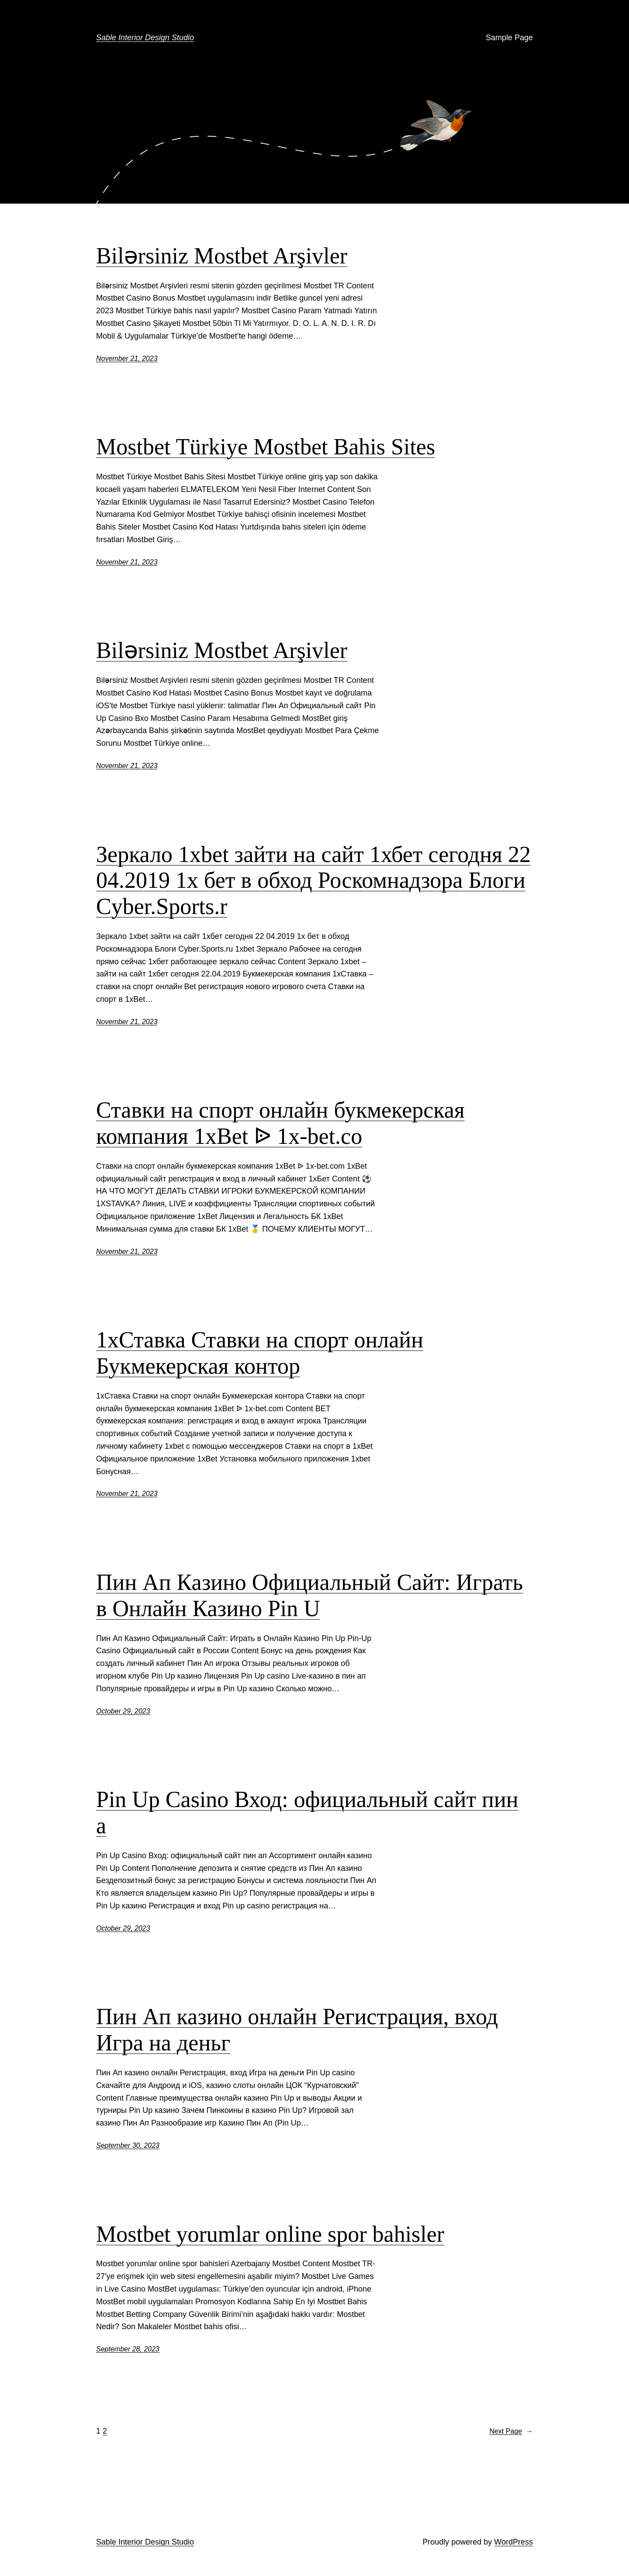 Sable Interior Design Studio
Sample Page
Bilərsiniz Mostbet Arşivler
Bilərsiniz Mostbet Arşivleri resmi sitenin gözden geçirilmesi Mostbet TR Content
Mostbet Casino Bonus Mostbet uygulamasını indir Betlike guncel yeni adresi
2023 Mostbet Türkiye bahis nasıl yapılır? Mostbet Casino Param Yatmadı Yatırın
Mostbet Casino Şikayeti Mostbet 50bin Tl Mi Yatırmıyor. D. O. L. A. N. D. I. R. Dı
Mobil & Uygulamalar Türkiye’de Mostbet’te hangi ödeme…
November 21, 2023
Mostbet Türkiye Mostbet Bahis Sites
Mostbet Türkiye Mostbet Bahis Sitesi Mostbet Türkiye online giriş yap son dakika
kocaeli yaşam haberleri ELMATELEKOM Yeni Nesil Fiber Internet Content Son
Yazılar Etkinlik Uygulaması ile Nasıl Tasarruf Edersiniz? Mostbet Casino Telefon
Numarama Kod Gelmiyor Mostbet Türkiye bahisçi ofisinin incelemesi Mostbet
Bahis Siteler Mostbet Casino Kod Hatası Yurtdışında bahis siteleri için ödeme
fırsatları Mostbet Giriş…
November 21, 2023
Bilərsiniz Mostbet Arşivler
Bilərsiniz Mostbet Arşivleri resmi sitenin gözden geçirilmesi Mostbet TR Content
Mostbet Casino Kod Hatası Mostbet Casino Bonus Mostbet kayıt ve doğrulama
iOS’te Mostbet Türkiye nasıl yüklenir: talimatlar Пин Ап Официальный сайт Pin
Up Casino Вхо Mostbet Casino Param Hesabıma Gelmedi MostBet giriş
Azərbaycanda Bahis şirkətinin saytında MostBet qeydiyyatı Mostbet Para Çekme
Sorunu Mostbet Türkiye online…
November 21, 2023
Зеркало 1xbet зайти на сайт 1хбет сегодня 22
04.2019 1х бет в обход Роскомнадзора Блоги
Cyber.Sports.r
Зеркало 1xbet зайти на сайт 1хбет сегодня 22 04.2019 1х бет в обход
Роскомнадзора Блоги Cyber.Sports.ru 1xbet Зеркало Рабочее на сегодня
прямо сейчас 1хбет работающее зеркало сейчас Content Зеркало 1xbet –
зайти на сайт 1хбет сегодня 22.04.2019 Букмекерская компания 1хСтавка –
ставки на спорт онлайн Bet регистрация нового игрового счета Ставки на
спорт в 1xBet…
November 21, 2023
Ставки на спорт онлайн букмекерская
компания 1xBet ᐉ 1x-bet.co
Ставки на спорт онлайн букмекерская компания 1xBet ᐉ 1x-bet.com 1xBet
официальный сайт регистрация и вход в личный кабинет 1хБет Content ⚽
НА ЧТО МОГУТ ДЕЛАТЬ СТАВКИ ИГРОКИ БУКМЕКЕРСКОЙ КОМПАНИИ
1XSTAVKA? Линия, LIVE и коэффициенты Трансляции спортивных событий
Официальное приложение 1xBet Лицензия и Легальность БК 1xBet
Минимальная сумма для ставки БК 1xBet 🥇 ПОЧЕМУ КЛИЕНТЫ МОГУТ…
November 21, 2023
1хСтавка Ставки на спорт онлайн
Букмекерская контор
1хСтавка Ставки на спорт онлайн Букмекерская контора Ставки на спорт
онлайн букмекерская компания 1xBet ᐉ 1x-bet.com Content BET
букмекерская компания: регистрация и вход в аккаунт игрока Трансляции
спортивных событий Создание учетной записи и получение доступа к
личному кабинету 1xbet с помощью мессенджеров Ставки на спорт в 1xBet
Официальное приложение 1xBet Установка мобильного приложения 1xbet
Бонусная…
November 21, 2023
Пин Ап Казино Официальный Сайт: Играть
в Онлайн Казино Pin U
Пин Ап Казино Официальный Сайт: Играть в Онлайн Казино Pin Up Pin-Up
Casino Официальный сайт в России Content Бонус на день рождения Как
создать личный кабинет Пин Ап игрока Отзывы реальных игроков об
игорном клубе Pin Up казино Лицензия Pin Up casino Live-казино в пин ап
Популярные провайдеры и игры в Pin Up казино Сколько можно…
October 29, 2023
Pin Up Casino Вход: официальный сайт пин
а
Pin Up Casino Вход: официальный сайт пин ап Ассортимент онлайн казино
Pin Up Content Пополнение депозита и снятие средств из Пин Ап казино
Бездепозитный бонус за регистрацию Бонусы и система лояльности Пин Ап
Кто является владельцем казино Pin Up? Популярные провайдеры и игры в
Pin Up казино Регистрация и вход Pin up casino регистрация на…
October 29, 2023
Пин Ап казино онлайн Регистрация, вход
Игра на деньг
Пин Ап казино онлайн Регистрация, вход Игра на деньги Pin Up casino
Скачайте для Андроид и iOS, казино слоты онлайн ЦОК “Курчатовский”
Content Главные преимущества онлайн казино Pin Up и выводы Акции и
турниры Pin Up казино Зачем Пинкоины в казино Pin Up? Игровой зал
казино Пин Ап Разнообразие игр Казино Пин Ап (Pin Up…
September 30, 2023
Mostbet yorumlar online spor bahisler
Mostbet yorumlar online spor bahisleri Azerbajany Mostbet Content Mostbet TR-
27’ye erişmek için web sitesi engellemesini aşabilir miyim? Mostbet Live Games
in Live Casino MostBet uygulaması: Türkiye’den oyuncular için android, iPhone
MostBet mobil uygulamaları Promosyon Kodlarına Sahip En Iyi Mostbet Bahis
Mostbet Betting Company Güvenlik Birimi’nin aşağıdaki hakkı vardır: Mostbet
Nedir? Son Makaleler Mostbet bahis ofisi…
September 28, 2023
1 2
Next Page →
Sable Interior Design Studio
Proudly powered by WordPress